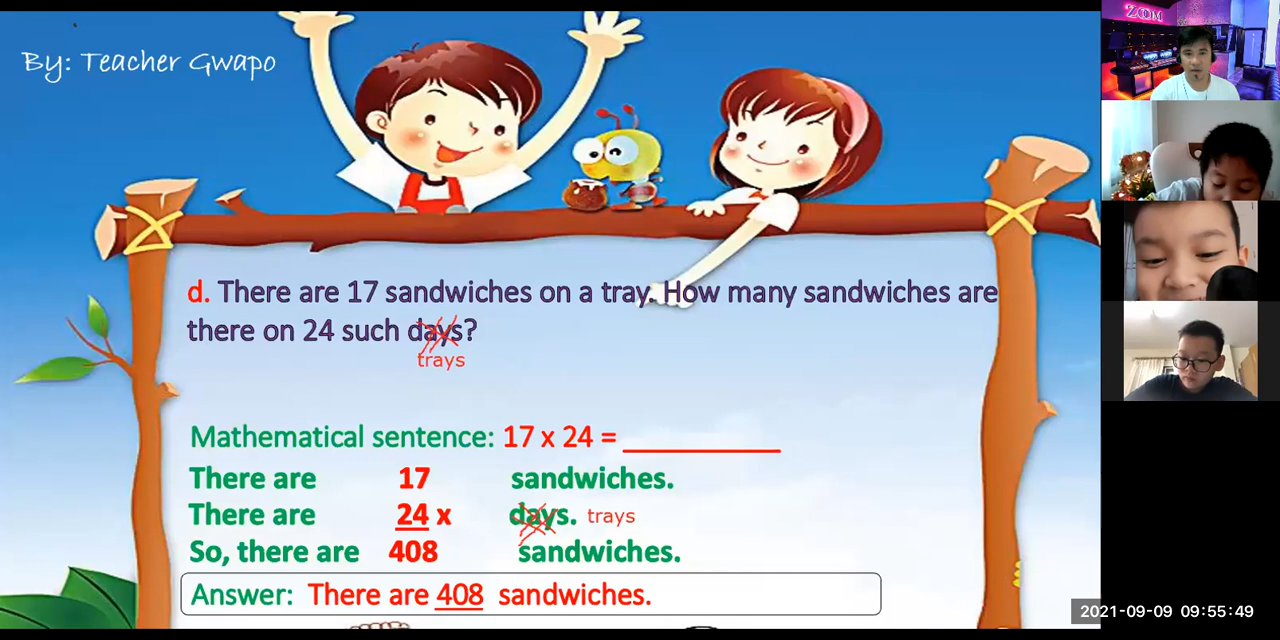 By: Teacher Gwapo
ZOOM
d. There are 17 sandwiches on a tray. How many sandwiches are
there on 24 such days?
trays
Mathematical sentence: 17 x 24 = __________
There are 17 sandwiches.
There are 24 x days. trays
So, there are 408 sandwiches.
Answer: There are 408 sandwiches.
2021-09-09 09:55:49